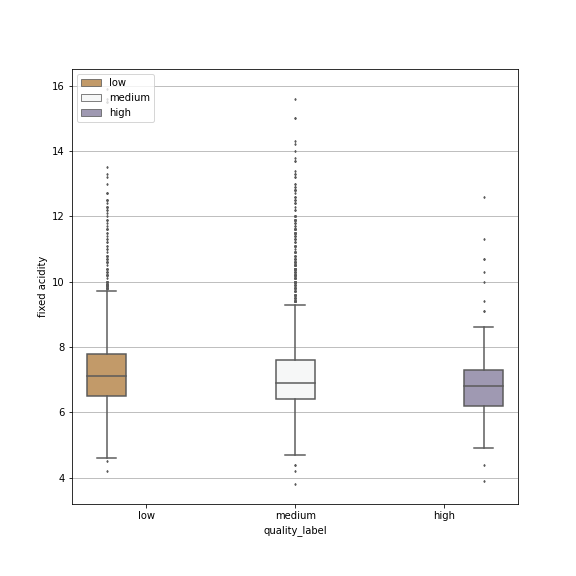 low
medium
high
16
14
12
10
8
6
4
fixed acidity
low medium high
quality_label